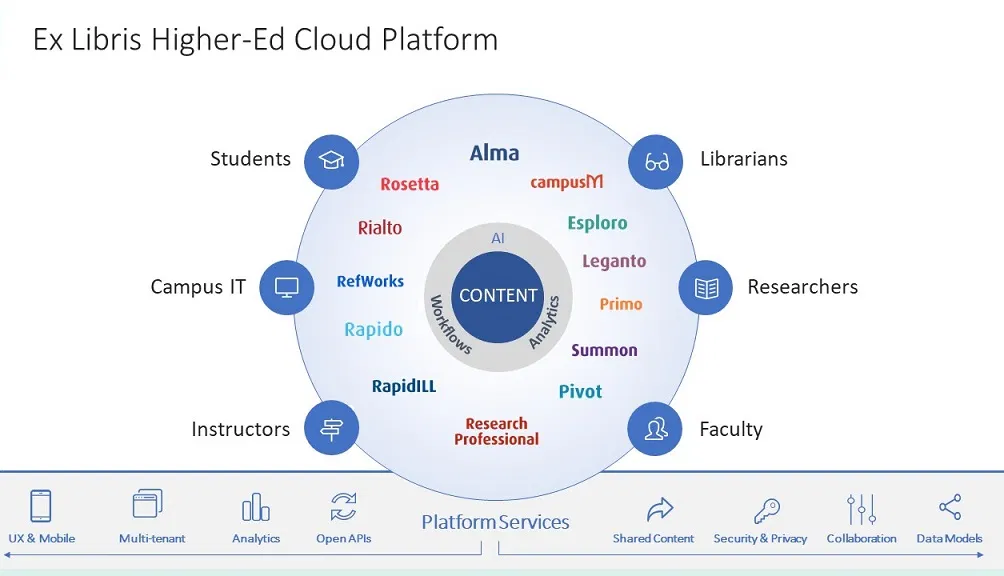 Ex Libris Higher-Ed Cloud Platform
Students
Alma
Librarians
Rosetta
campusM
Rialto
Esploro
AI
Leganto
Campus IT
RefWorks
CONTENT
Primo
Researchers
Workflows
Analytics
Rapido
Summon
RapidILL
Pivot
Instructors
Research
Professional
Faculty
Platform Services
UX & Mobile
Multi-tenant
Analytics
Open APIs
Shared Content
Security & Privacy
Collaboration
Data Models